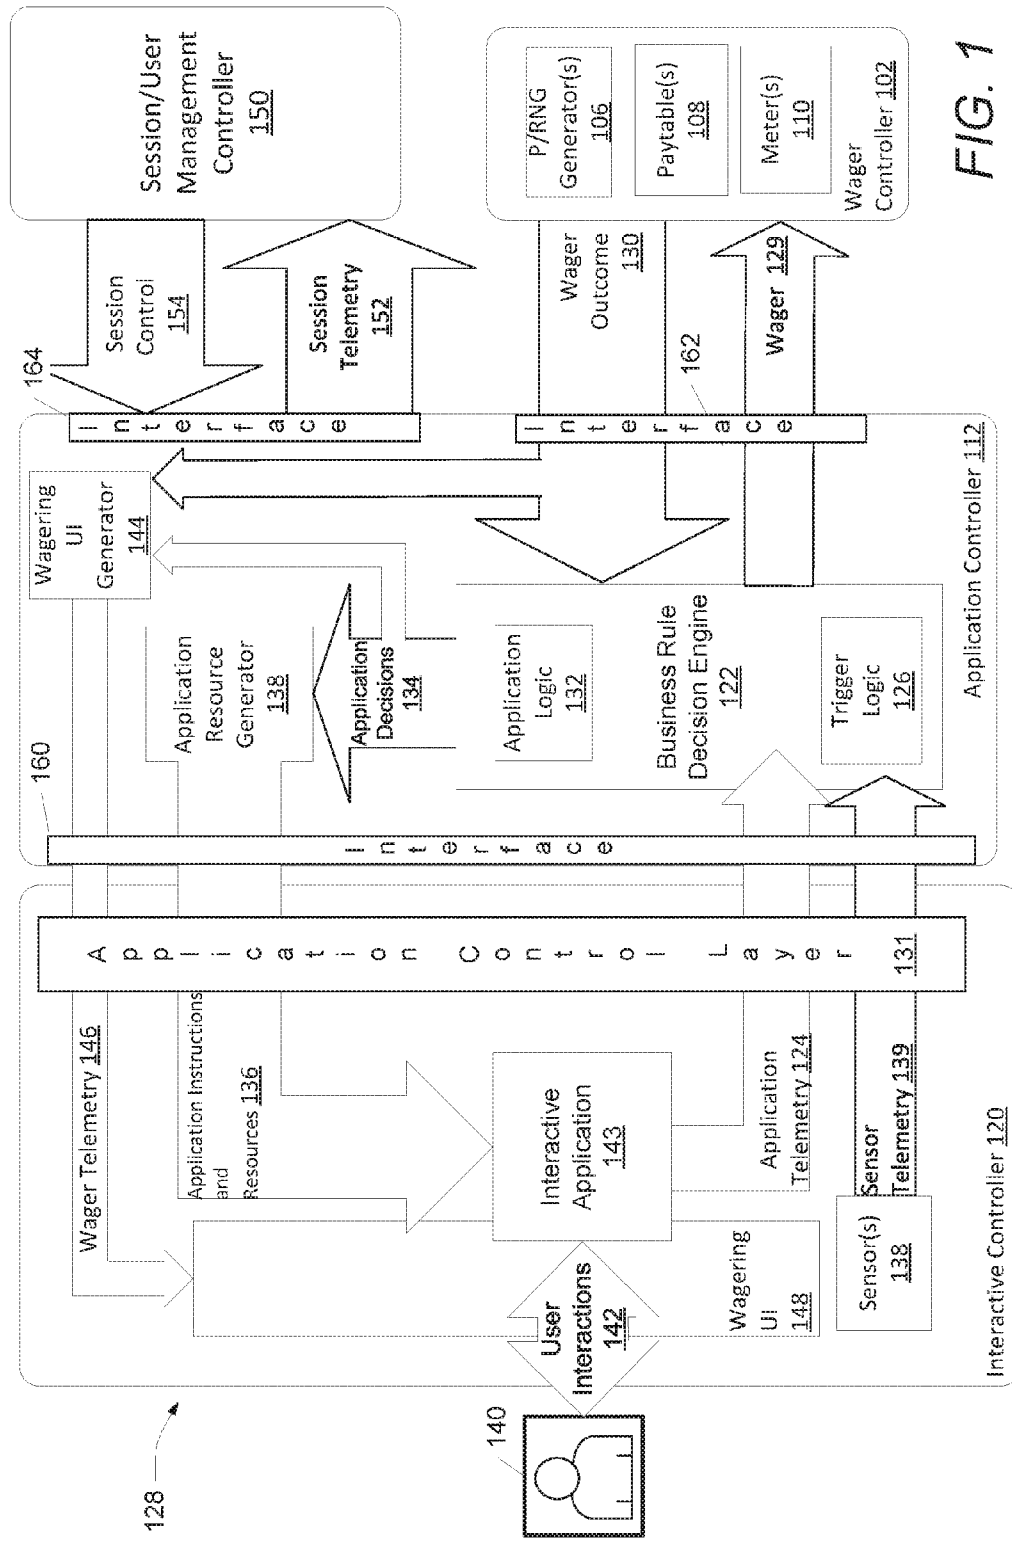 128
140
User
Interactions
142
Wager Telemetry 146
Application Instructions
and
Resources 136
Interactive
Application
143
Wagering
UI
148
Application
Telemetry 124
Sensor
Telemetry 139
Sensor(s)
138
Interactive Controller 120
Application Control Layer
131
160
Interface
Wagering
UI
Generator
144
Application
Resource
Generator
138
Application
Decisions
134
Application
Logic
132
Business Rule
Decision Engine
122
Trigger
Logic
126
Application Controller 112
164
Interface
162
Interface
Session
Control
154
Session
Telemetry
152
Wager
Outcome
130
Wager 129
Session/User
Management
Controller
150
P/RNG
Generator(s)
106
Paytable(s)
108
Meter(s)
110
Wager
Controller 102
FIG. 1